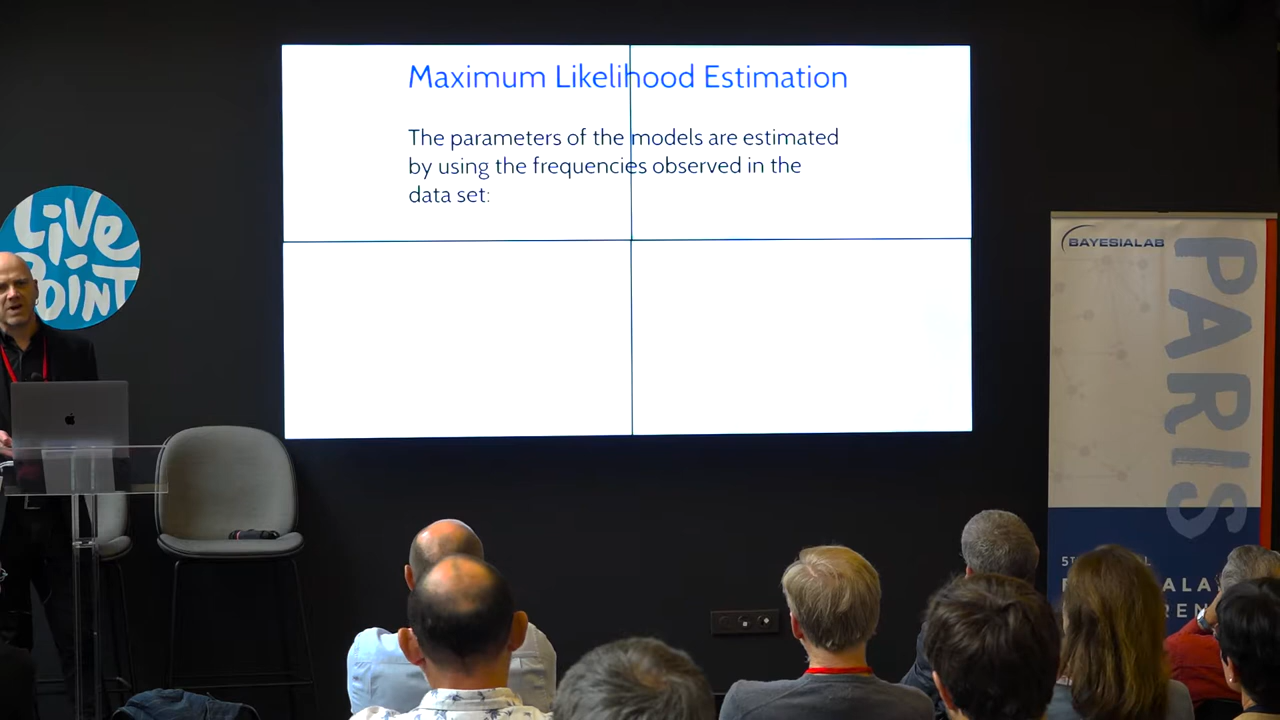 Maximum Likelihood Estimation
The parameters of the models are estimated
by using the frequencies observed in the
data set:
LiVe
POINT
BAYESIALAB
PARIS